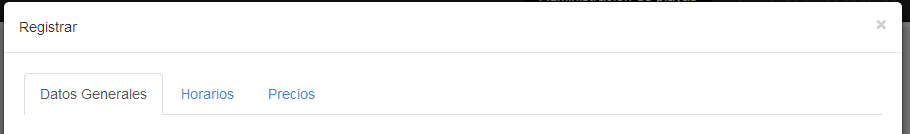 Registrar ×
Datos Generales Horarios Precios